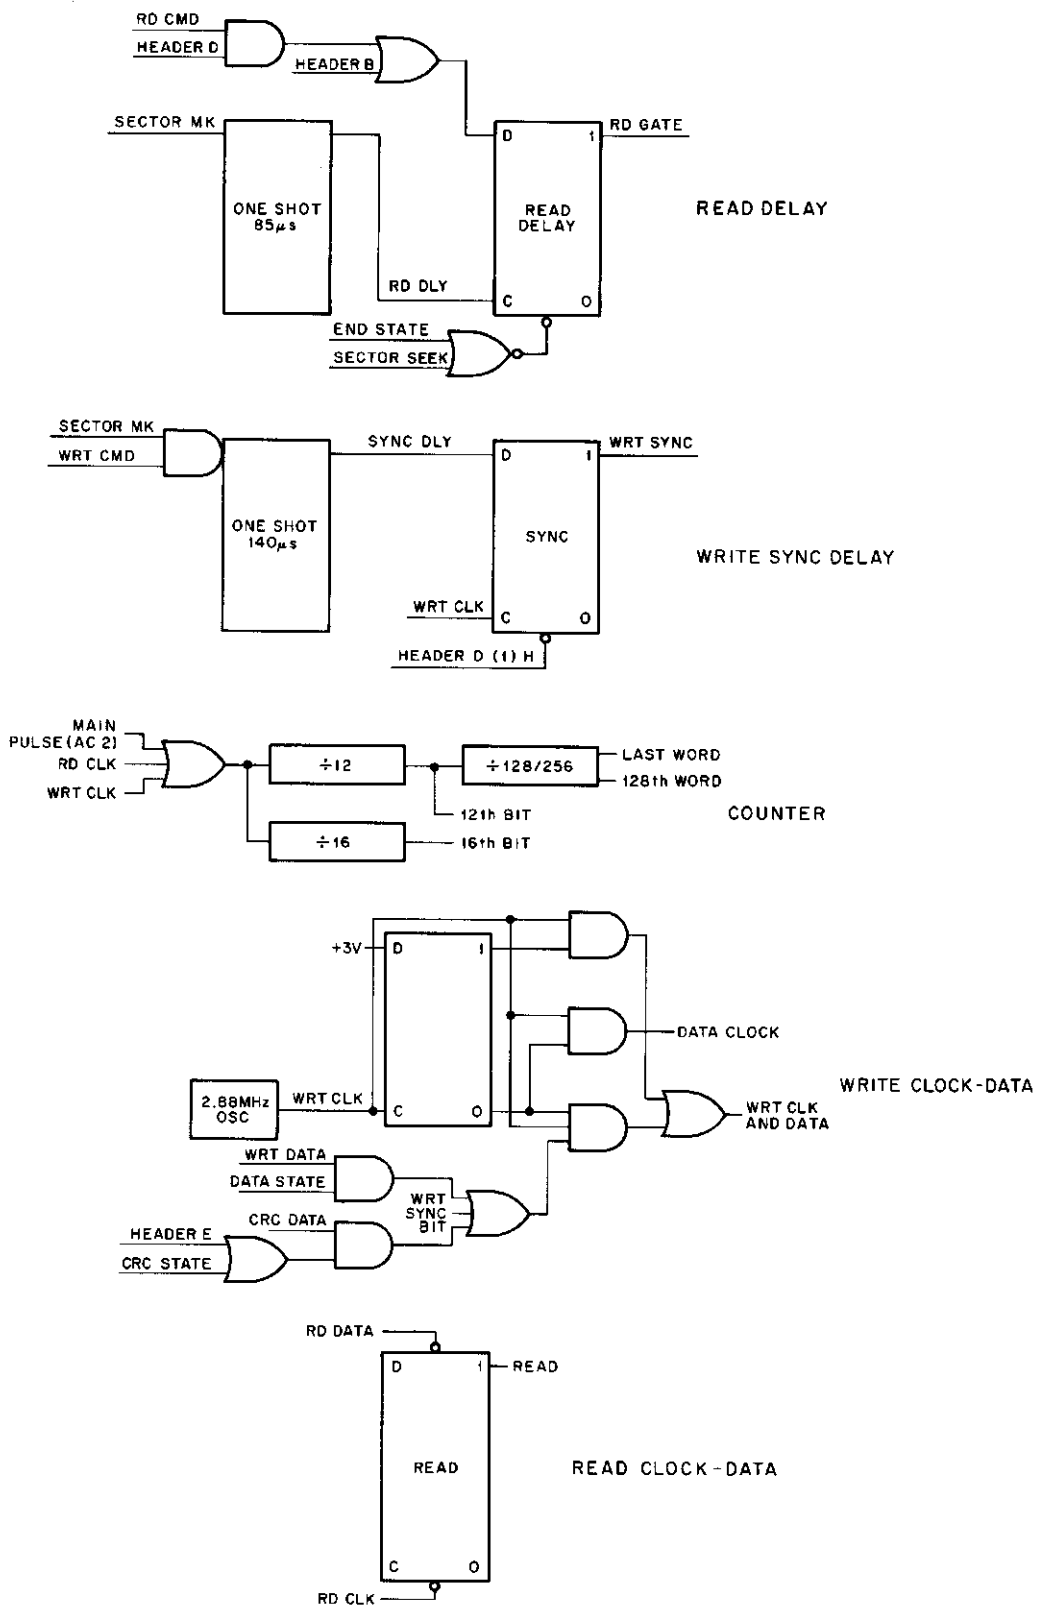 RD CMD
HEADER D
HEADER B
SECTOR MK
ONE SHOT
85µs
RD DLY
D 1
READ
DELAY
C 0
RD GATE
READ DELAY
END STATE
SECTOR SEEK
SECTOR MK
WRT CMD
ONE SHOT
140µs
SYNC DLY
D 1
SYNC
C 0
WRT SYNC
WRITE SYNC DELAY
WRT CLK
HEADER D (1) H
MAIN
PULSE (AC 2)
RD CLK
WRT CLK
÷12
÷128/256
LAST WORD
128th WORD
12th BIT
÷16
16th BIT
COUNTER
+3V
D 1
C 0
DATA CLOCK
2.88MHz
OSC
WRT CLK
WRITE CLOCK-DATA
WRT CLK
AND DATA
WRT DATA
DATA STATE
WRT
SYNC
BIT
CRC DATA
HEADER E
CRC STATE
RD DATA
D 1
READ
READ
C 0
READ CLOCK-DATA
RD CLK